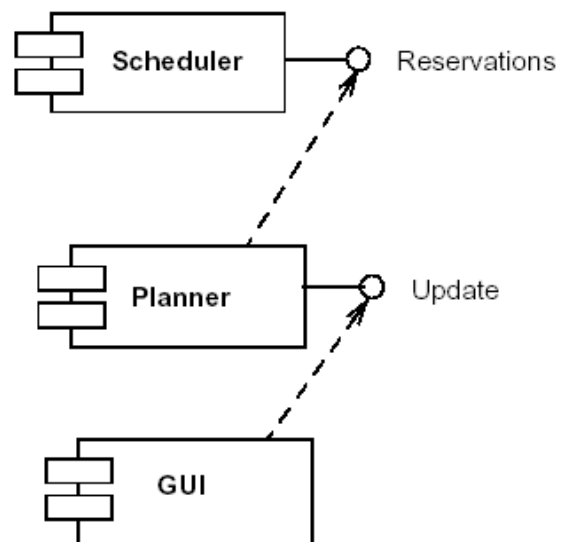 Scheduler
Reservations
Planner
Update
GUI